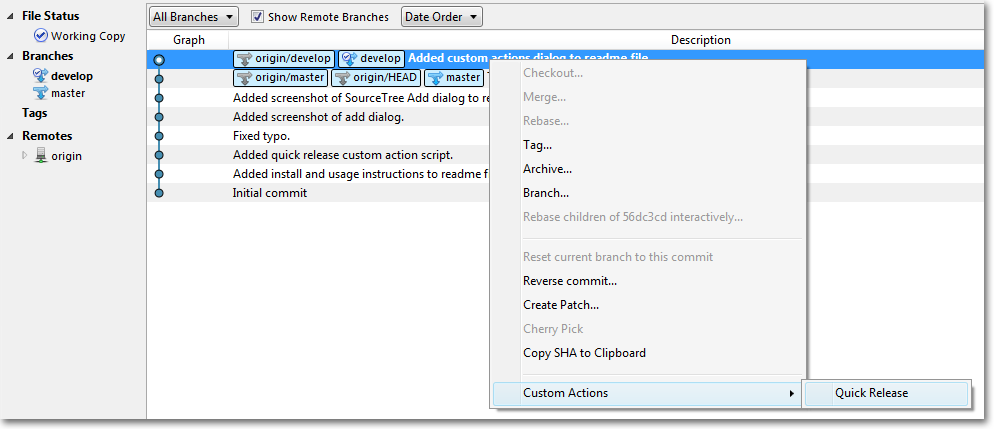 File Status
Working Copy
Branches
develop
master
Tags
Remotes
origin
All Branches Show Remote Branches Date Order
Graph Description
origin/develop develop Added custom actions dialog to readme file
origin/master origin/HEAD master
Added screenshot of SourceTree Add dialog to re
Added screenshot of add dialog.
Fixed typo.
Added quick release custom action script.
Added install and usage instructions to readme f
Initial commit
Checkout...
Merge...
Rebase...
Tag...
Archive...
Branch...
Rebase children of 56dc3cd interactively...
Reset current branch to this commit
Reverse commit...
Create Patch...
Cherry Pick
Copy SHA to Clipboard
Custom Actions
Quick Release